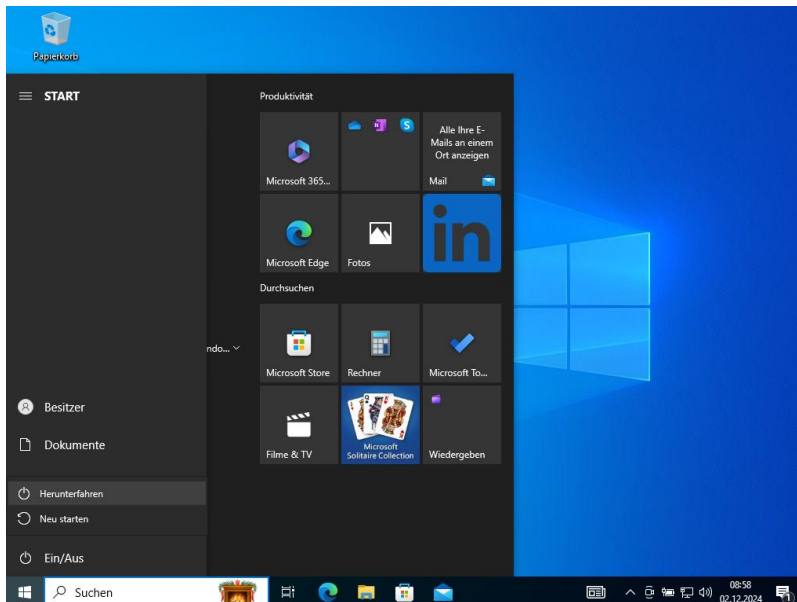 Papierkorb
START
Produktivität
Microsoft 365...
Alle Ihre E-
Mails an einem
Ort anzeigen
Mail
Microsoft Edge
Fotos
in
Durchsuchen
ndo...
Microsoft Store
Rechner
Microsoft To...
Filme & TV
Microsoft
Solitaire Collection
Wiedergeben
Besitzer
Dokumente
Herunterfahren
Neu starten
Ein/Aus
Suchen
08:58
02.12.2024
1